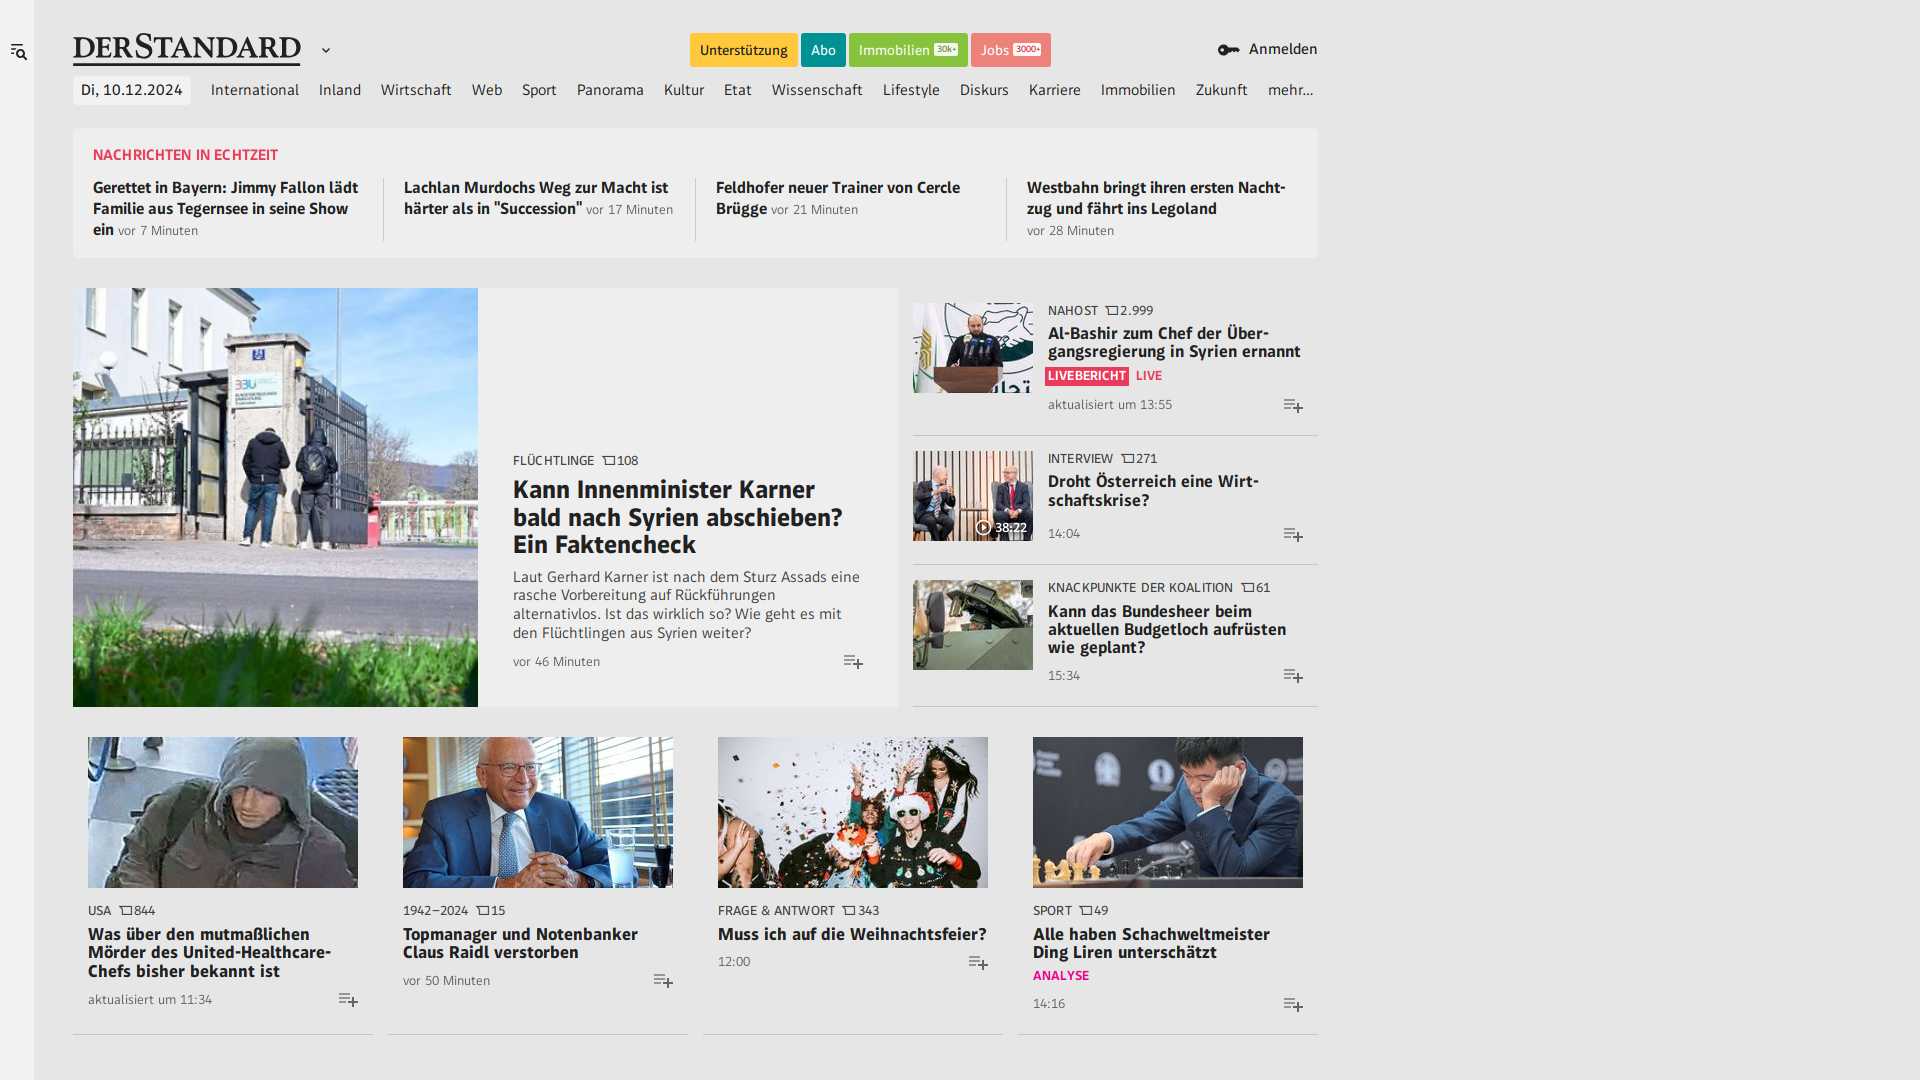 DERSTANDARD
Unterstützung
Abo
Immobilien 30k+
Jobs 3000+
Anmelden
Di, 10.12.2024
International
Inland
Wirtschaft
Web
Sport
Panorama
Kultur
Etat
Wissenschaft
Lifestyle
Diskurs
Karriere
Immobilien
Zukunft
mehr...
NACHRICHTEN IN ECHTZEIT
Gerettet in Bayern: Jimmy Fallon lädt
Familie aus Tegernsee in seine Show
ein vor 7 Minuten
Lachlan Murdochs Weg zur Macht ist
härter als in "Succession" vor 17 Minuten
Feldhofer neuer Trainer von Cercle
Brügge vor 21 Minuten
Westbahn bringt ihren ersten Nacht-
zug und fährt ins Legoland
vor 28 Minuten
FLÜCHTLINGE 108
Kann Innenminister Karner
bald nach Syrien abschieben?
Ein Faktencheck
Laut Gerhard Karner ist nach dem Sturz Assads eine
rasche Vorbereitung auf Rückführungen
alternativlos. Ist das wirklich so? Wie geht es mit
den Flüchtlingen aus Syrien weiter?
vor 46 Minuten
NAHOST 2.999
Al-Bashir zum Chef der Über-
gangsregierung in Syrien ernannt
LIVEBERICHT LIVE
aktualisiert um 13:55
38:22
INTERVIEW 271
Droht Österreich eine Wirt-
schaftskrise?
14:04
KNACKPUNKTE DER KOALITION 61
Kann das Bundesheer beim
aktuellen Budgetloch aufrüsten
wie geplant?
15:34
USA 844
Was über den mutmaßlichen
Mörder des United-Healthcare-
Chefs bisher bekannt ist
aktualisiert um 11:34
1942–2024 15
Topmanager und Notenbanker
Claus Raidl verstorben
vor 50 Minuten
FRAGE & ANTWORT 343
Muss ich auf die Weihnachtsfeier?
12:00
SPORT 49
Alle haben Schachweltmeister
Ding Liren unterschätzt
ANALYSE
14:16